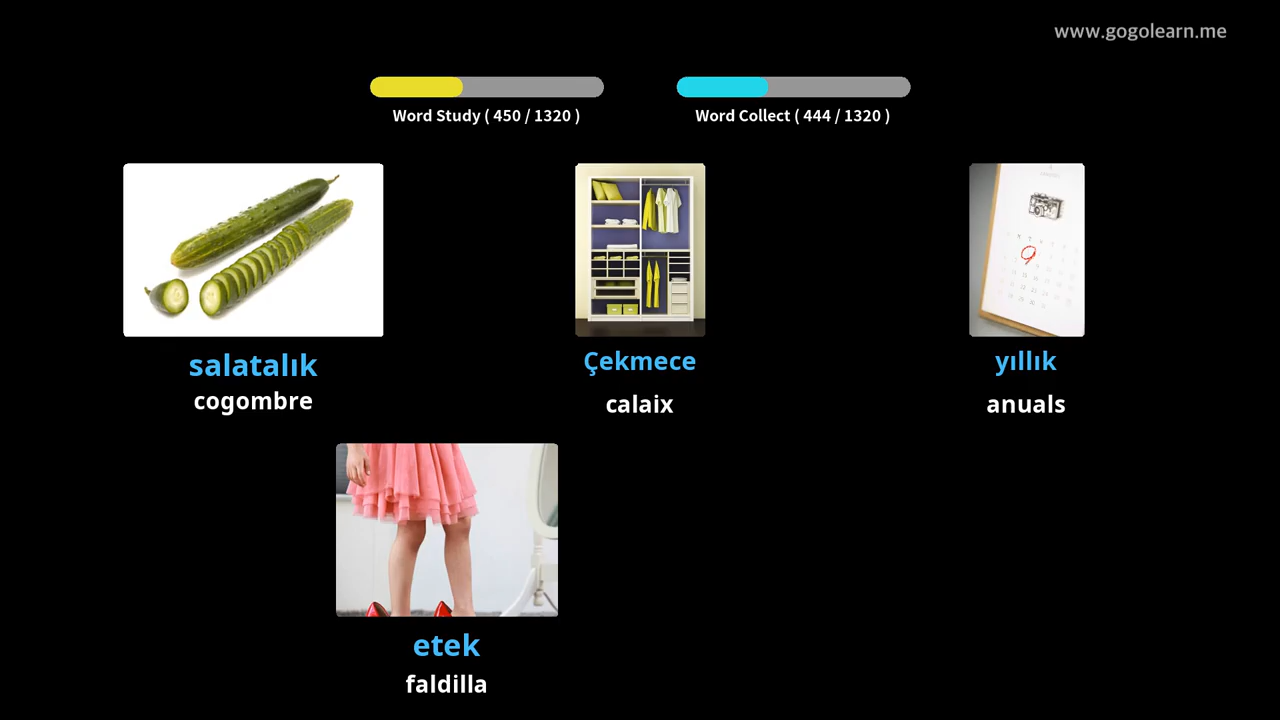 www.gogolearn.me
Word Study ( 450 / 1320 )
Word Collect ( 444 / 1320 )
salatalık
cogombre
Çekmece
calaix
yıllık
anuals
etek
faldilla